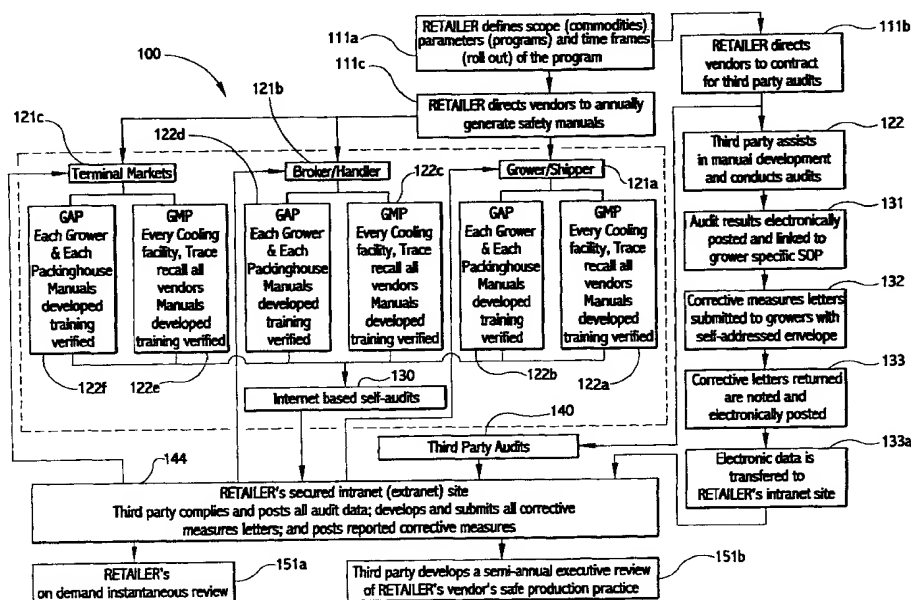 111a
RETAILER defines scope (commodities)
parameters (programs) and time frames
(roll out) of the program
111b
RETAILER directs
vendors to contract
for third party audits
100
111c
RETAILER directs vendors to annually
generate safety manuals
121c
122d
121b
Terminal Markets
Broker/Handler
122c
Grower/Shipper
121a
122
Third party assists
in manual development
and conducts audits
GAP
Each Grower
& Each
Packinghouse
Manuals
developed
training
verified
GMP
Every Cooling
facility, Trace
recall all
vendors
Manuals
developed
training verified
GAP
Each Grower
& Each
Packinghouse
Manuals
developed
training
verified
GMP
Every Cooling
facility, Trace
recall all
vendors
Manuals
developed
training verified
GAP
Each Grower
& Each
Packinghouse
Manuals
developed
training
verified
GMP
Every Cooling
facility, Trace
recall all
vendors
Manuals
developed
training verified
131
Audit results electronically
posted and linked to
grower specific SOP
132
Corrective measures letters
submitted to growers with
self-addressed envelope
122f
122e
130
122b
122a
Internet based self-audits
133
Corrective letters returned
are noted and
electronically posted
140
Third Party Audits
133a
Electronic data is
transfered to
RETAILER's intranet site
144
RETAILER's secured intranet (extranet) site
Third party complies and posts all audit data; develops and submits all corrective
measures letters; and posts reported corrective measures
RETAILER's
on demand instantaneous review
151a
Third party develops a semi-annual executive review
of RETAILER's vendor's safe production practice
151b